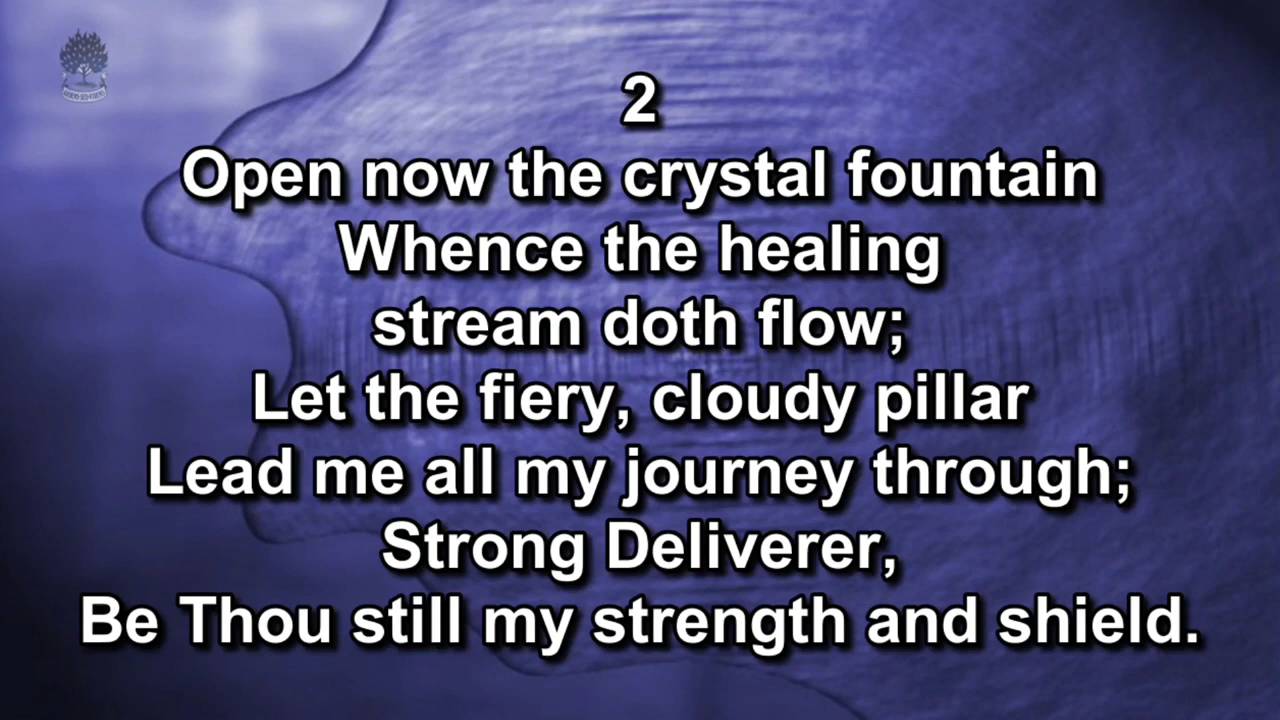 2
Open now the crystal fountain
Whence the healing
stream doth flow;
Let the fiery, cloudy pillar
Lead me all my journey through;
Strong Deliverer,
Be Thou still my strength and shield.